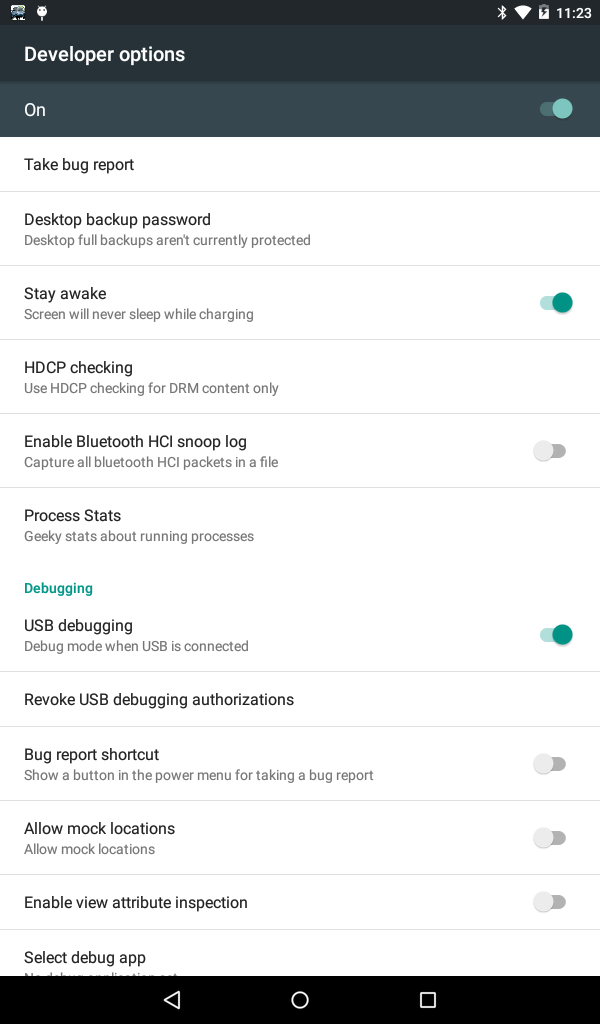 11:23
Developer options
On
Take bug report
Desktop backup password
Desktop full backups aren't currently protected
Stay awake
Screen will never sleep while charging
HDCP checking
Use HDCP checking for DRM content only
Enable Bluetooth HCI snoop log
Capture all bluetooth HCI packets in a file
Process Stats
Geeky stats about running processes
Debugging
USB debugging
Debug mode when USB is connected
Revoke USB debugging authorizations
Bug report shortcut
Show a button in the power menu for taking a bug report
Allow mock locations
Allow mock locations
Enable view attribute inspection
Select debug app